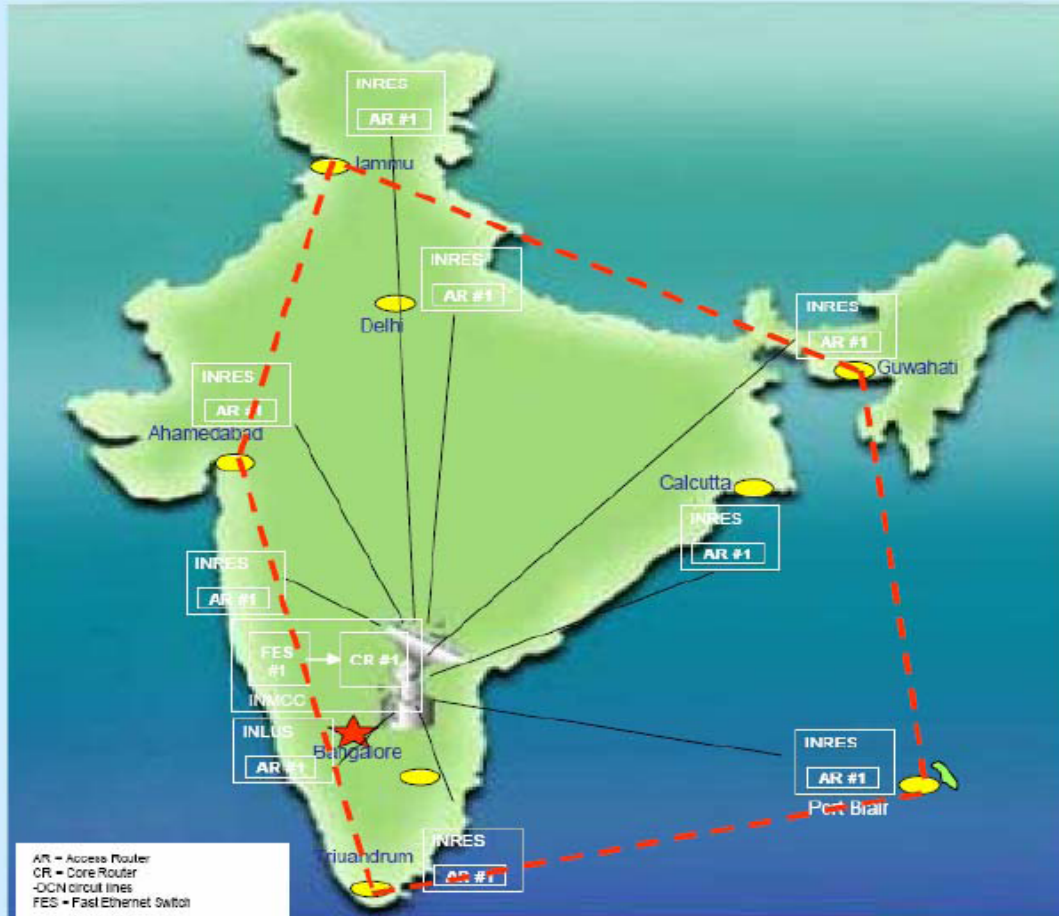 INRES
AR #1
Jammu
INRES
AR #1
Delhi
INRES
AR #1
Guwahati
INRES
AR #1
Ahamedabad
Calcutta
INRES
AR #1
INRES
AR #1
FES
#1
CR #1
INMCC
INLUS
AR #1
Bangalore
INRES
AR #1
Port Blair
INRES
AR #1
Triuandrum
AR = Access Router
CR = Core Router
-DCN circuit lines
FES = Fast Ethernet Switch